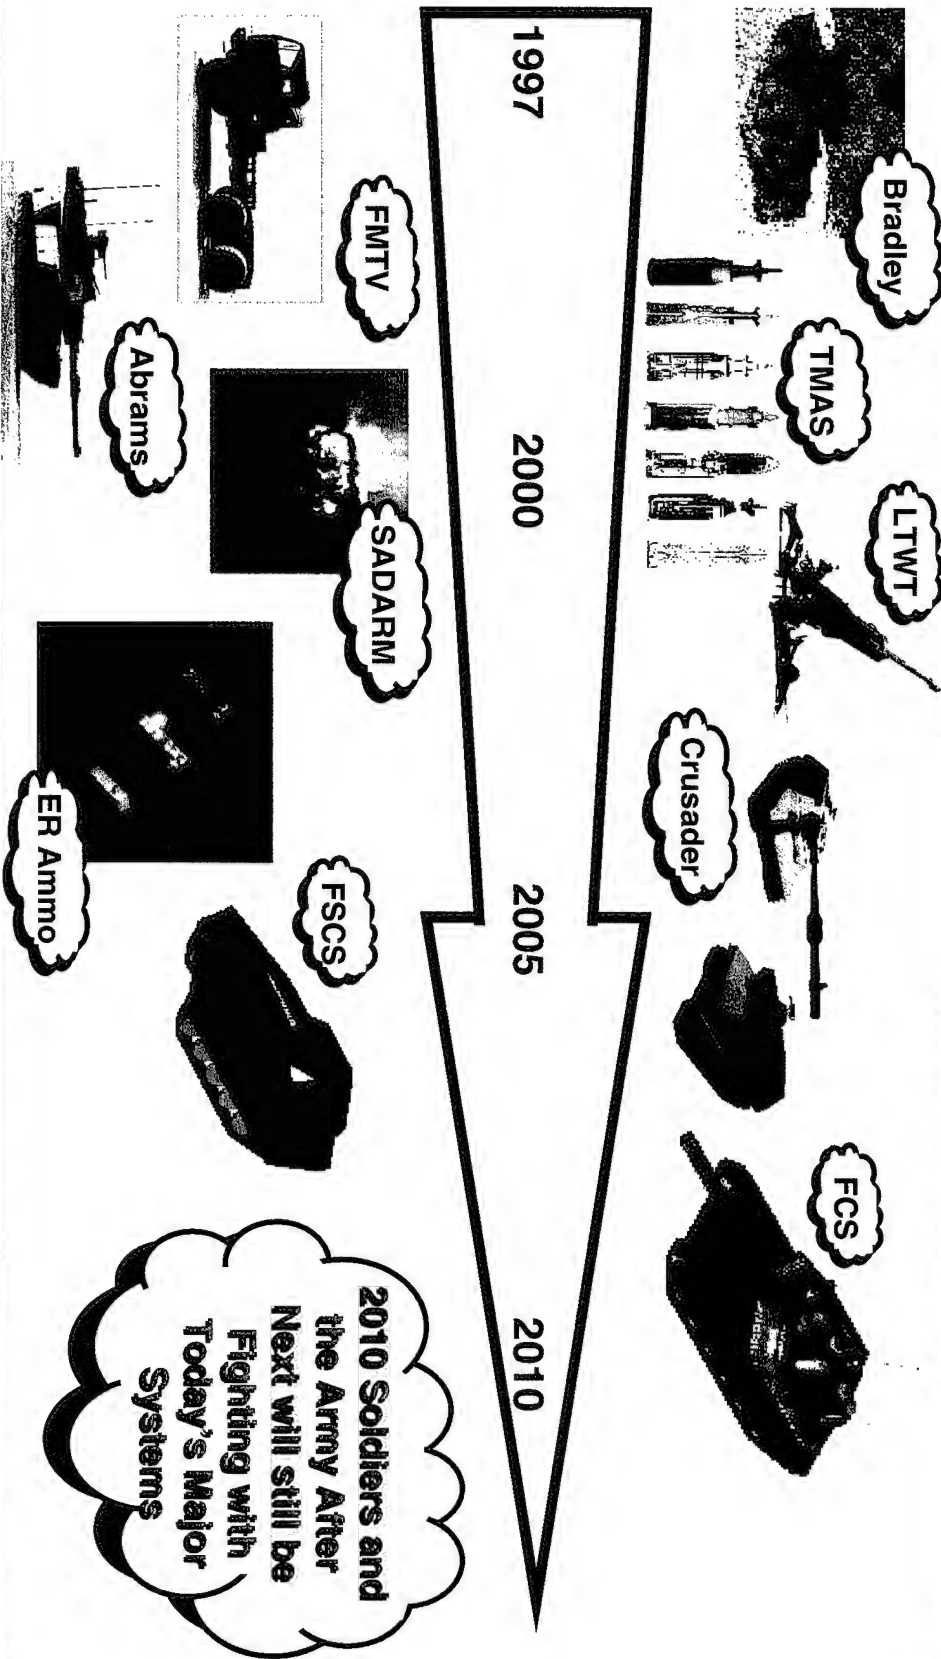 Bradley
TMAS
LTWT
Crusader
FCS
1997
2000
2005
2010
FMTV
Abrams
SADARM
ER Ammo
FSCS
2010 Soldiers and
the Army After
Next will still be
Fighting with
Today's Major
Systems